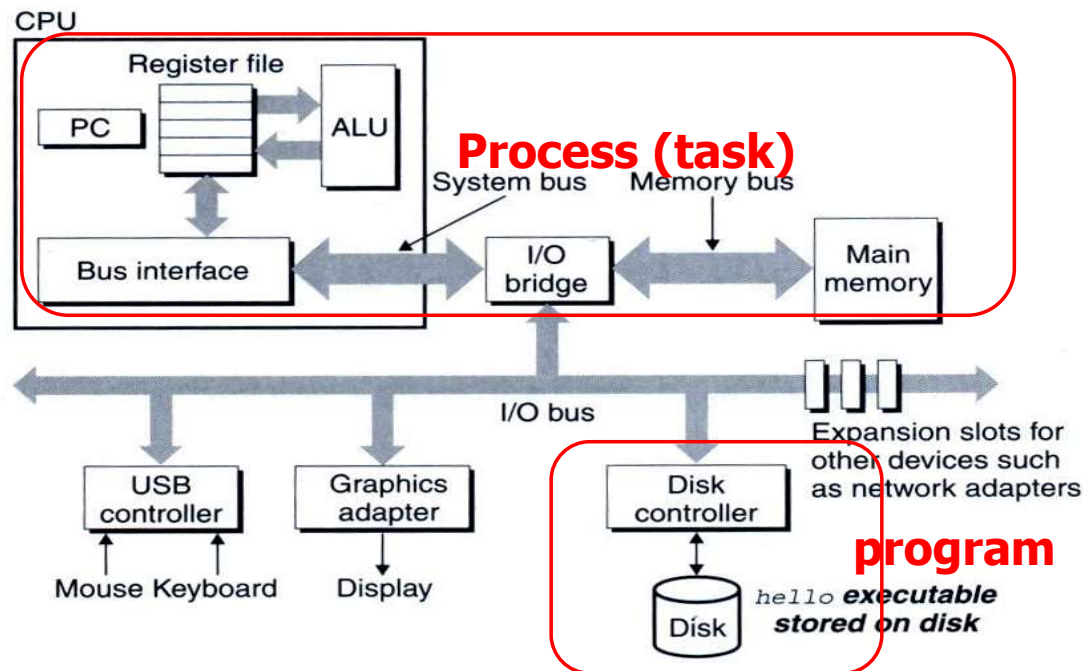 CPU
Register file
PC
ALU
Process (task)
System bus
Memory bus
Bus interface
I/O
bridge
Main
memory
I/O bus
Expansion slots for
other devices such
as network adapters
USB
controller
Graphics
adapter
Disk
controller
Mouse Keyboard
Display
Disk
program
hello executable
stored on disk